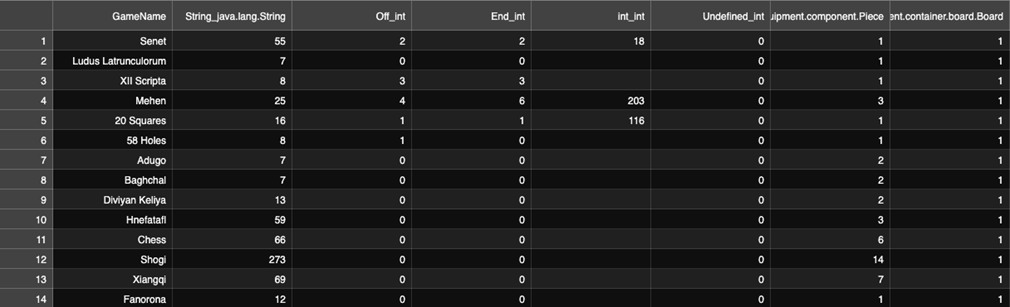 GameName String_java.lang.String Off_int End_int int_int Undefined_int uipment.component.Piece ent.container.board.Board
1 Senet 55 2 2 18 0 1 1
2 Ludus Latrunculorum 7 0 0 0 1 1
3 XII Scripta 8 3 3 0 1 1
4 Mehen 25 4 6 203 0 3 1
5 20 Squares 16 1 1 116 0 1 1
6 58 Holes 8 1 0 0 1 1
7 Adugo 7 0 0 0 2 1
8 Baghchal 7 0 0 0 2 1
9 Diviyan Keliya 13 0 0 0 2 1
10 Hnefatafl 59 0 0 0 3 1
11 Chess 66 0 0 0 6 1
12 Shogi 273 0 0 0 14 1
13 Xiangqi 69 0 0 0 7 1
14 Fanorona 12 0 0 0 1 1